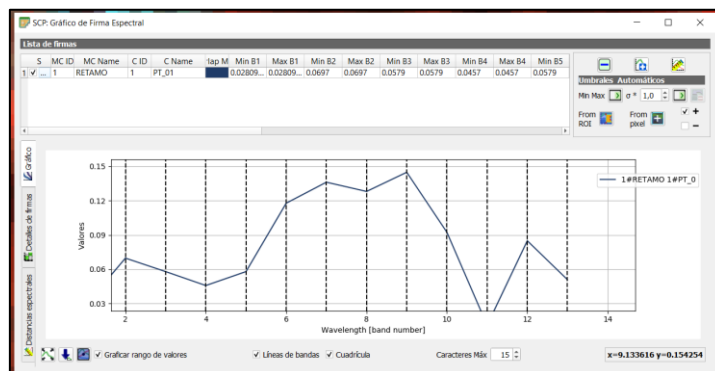 SCP: Gráfico de Firma Espectral
Lista de firmas
S MC ID MC Name C ID C Name Min B1 Max B1 Min B2 Max B2 Min B3 Max B3 Min B4 Max B4 Min B5
1 ... 1 RETAMO 1 PT_01 0.02809... 0.02809... 0.0697 0.0697 0.0579 0.0579 0.0457 0.0457 0.0579
Umbrales Automáticos
Min Max σ * 1,0
From ROI From pixel + −
Gráfico
Detalles de firmas
Distancias espectrales
0.15
0.12
0.09
0.06
0.03
Valores
1#RETAMO 1#PT_0
2 4 6 8 10 12 14
Wavelength [band number]
Graficar rango de valores Líneas de bandas Cuadrícula Caracteres Máx 15 x=9.133616 y=0.154254